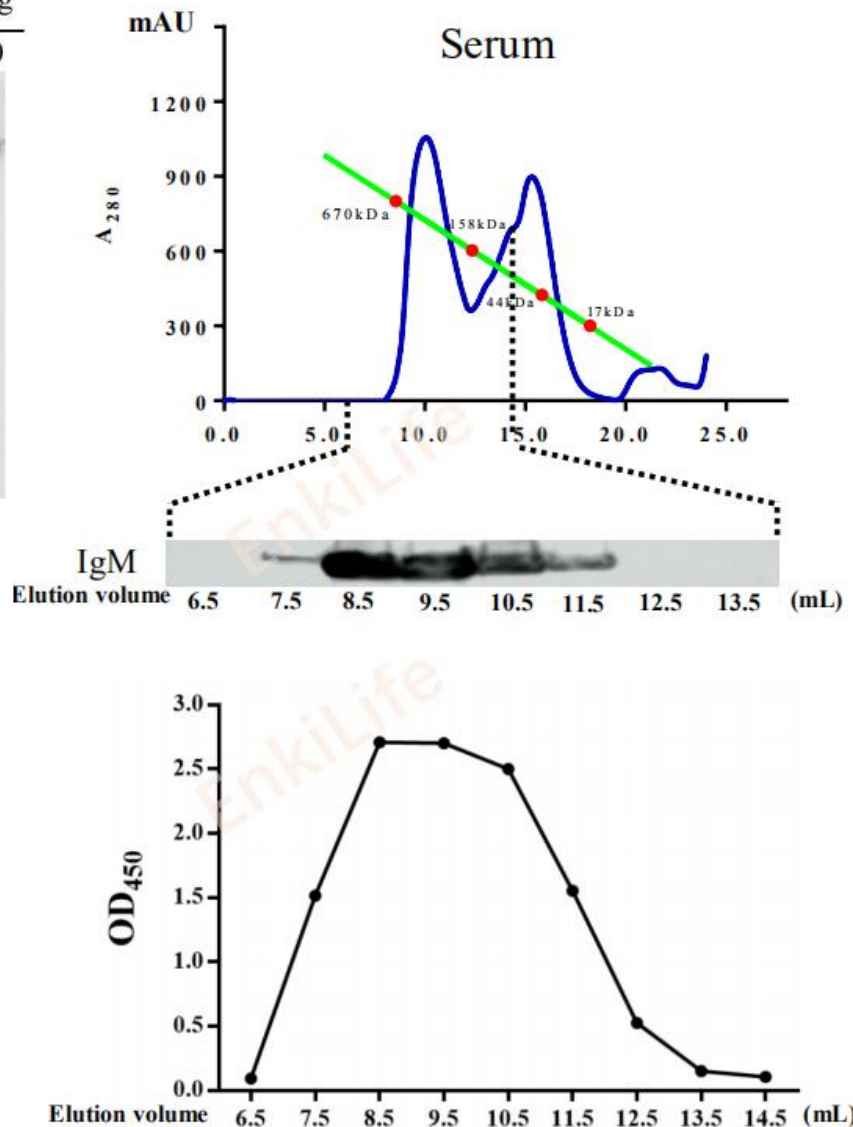 g
)
mAU
Serum
1200
900
600
300
0
A280
670kDa
158kDa
44kDa
17kDa
0.0 5.0 10.0 15.0 20.0 25.0
EnkiLife
IgM
Elution volume 6.5 7.5 8.5 9.5 10.5 11.5 12.5 13.5 (mL)
EnkiLife
3.0
2.5
2.0
1.5
1.0
0.5
0.0
OD450
Elution volume 6.5 7.5 8.5 9.5 10.5 11.5 12.5 13.5 14.5 (mL)